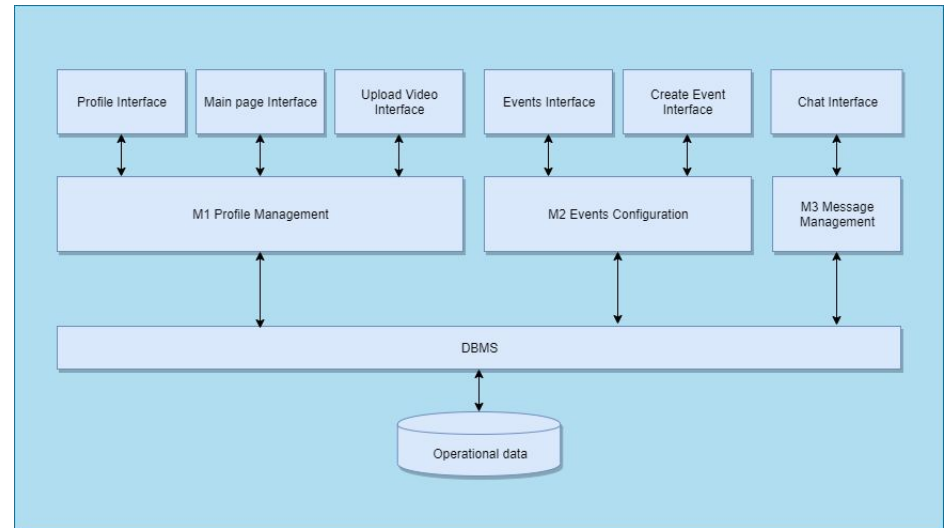 Profile Interface
Main page Interface
Upload Video
Interface
Events Interface
Create Event
Interface
Chat Interface
M1 Profile Management
M2 Events Configuration
M3 Message
Management
DBMS
Operational data